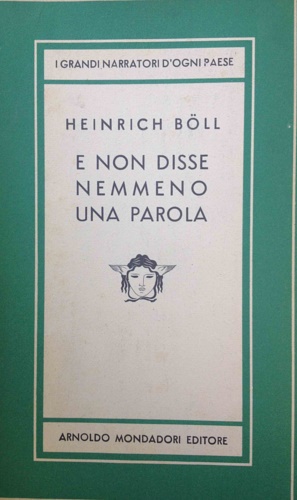 I GRANDI NARRATORI D'OGNI PAESE
HEINRICH BÖLL
E NON DISSE
NEMMENO
UNA PAROLA
ARNOLDO MONDADORI EDITORE